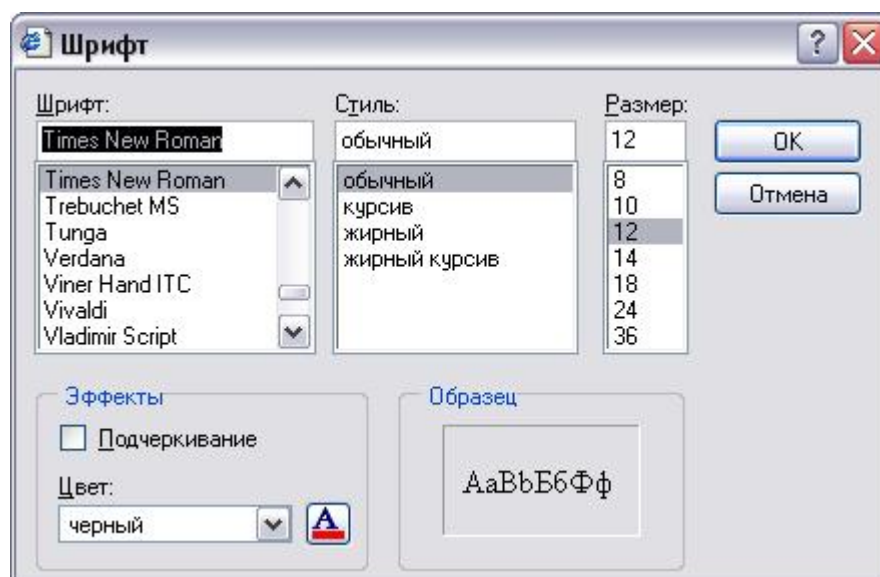 Шрифт
Шрифт:
Times New Roman
Times New Roman
Trebuchet MS
Tunga
Verdana
Viner Hand ITC
Vivaldi
Vladimir Script
Стиль:
обычный
обычный
курсив
жирный
жирный курсив
Размер:
12
8
10
12
14
18
24
36
OK
Отмена
Эффекты
Подчеркивание
Цвет:
черный
A
Образец
АаВbБбФф